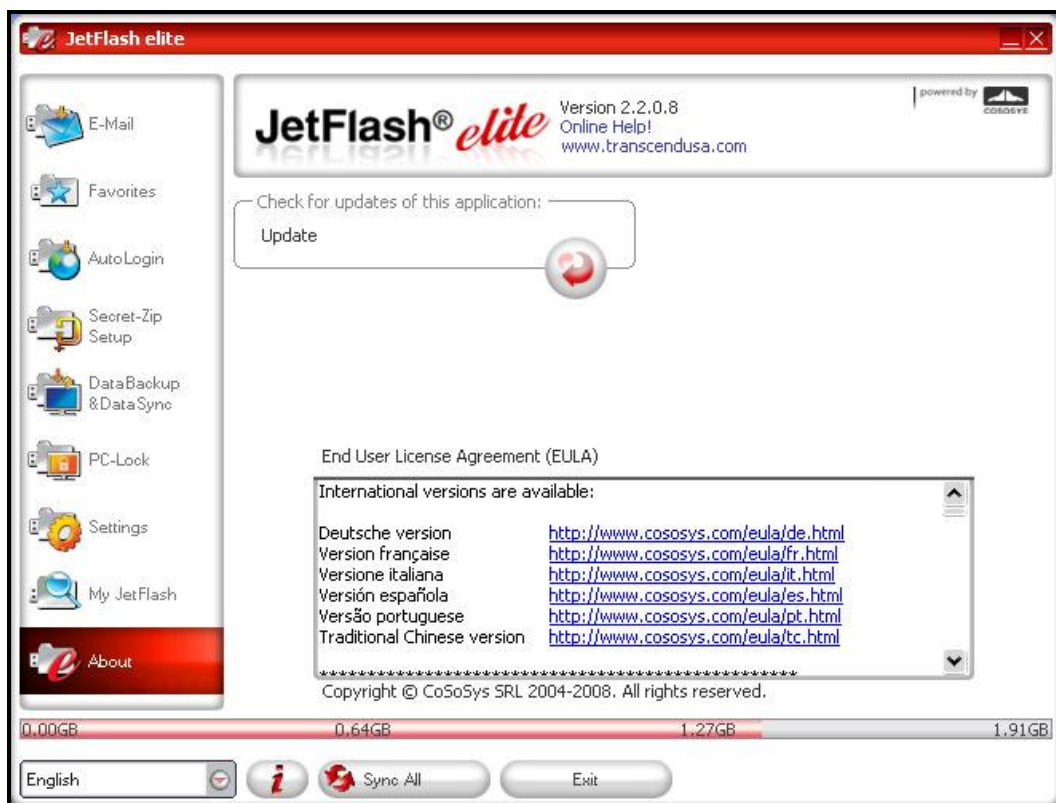 JetFlash elite
E-Mail
Favorites
AutoLogin
Secret-Zip
Setup
DataBackup
&DataSync
PC-Lock
Settings
My JetFlash
About
JetFlash® elite
Version 2.2.0.8
Online Help!
www.transcendusa.com
powered by
COSOSYS
Check for updates of this application:
Update
End User License Agreement (EULA)
International versions are available:
Deutsche version http://www.cososys.com/eula/de.html
Version française http://www.cososys.com/eula/fr.html
Versione italiana http://www.cososys.com/eula/it.html
Versión española http://www.cososys.com/eula/es.html
Versão portuguese http://www.cososys.com/eula/pt.html
Traditional Chinese version http://www.cososys.com/eula/tc.html
Copyright © CoSoSys SRL 2004-2008. All rights reserved.
0.00GB 0.64GB 1.27GB 1.91GB
English i Sync All Exit